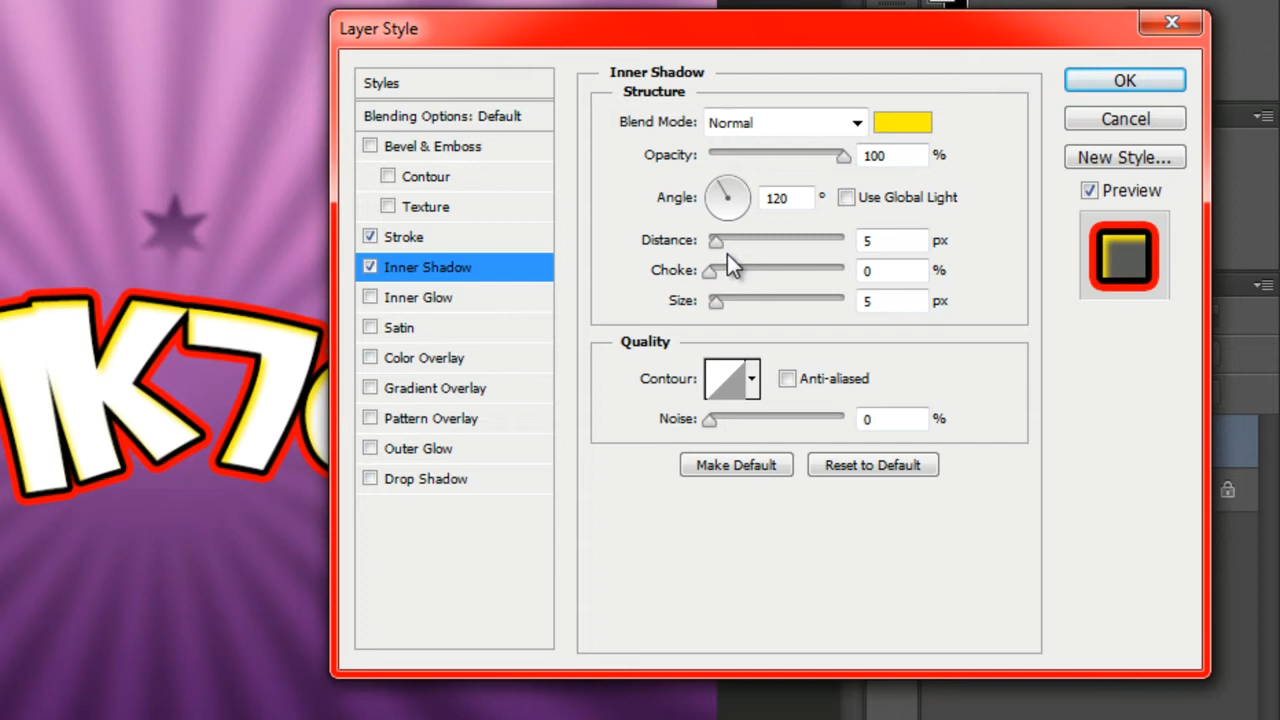 Layer Style
Styles
Blending Options: Default
Bevel & Emboss
Contour
Texture
Stroke
Inner Shadow
Inner Glow
Satin
Color Overlay
Gradient Overlay
Pattern Overlay
Outer Glow
Drop Shadow
Inner Shadow
Structure
Blend Mode: Normal
Opacity: 100 %
Angle: 120 ° Use Global Light
Distance: 5 px
Choke: 0 %
Size: 5 px
Quality
Contour: Anti-aliased
Noise: 0 %
Make Default Reset to Default
OK
Cancel
New Style...
Preview
K7